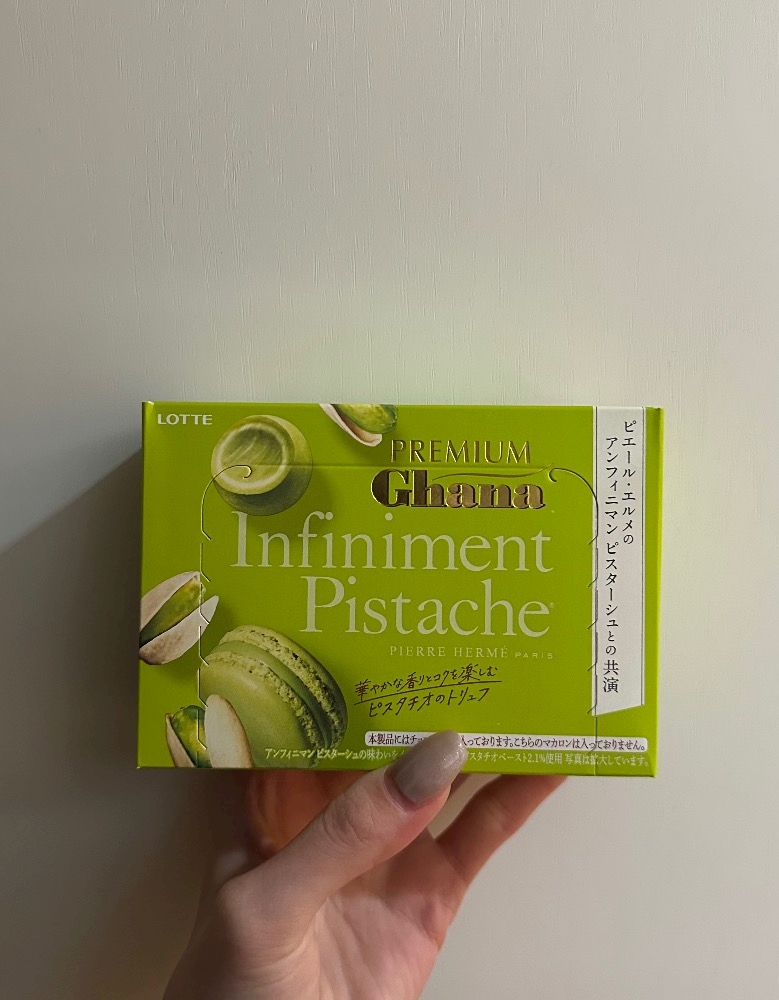 LOTTE
PREMIUM
Ghana
Infiniment
Pistache
PIERRE HERMÉ PARIS
華やかな香りとコクを楽しむ
ピスタチオのトリュフ
ピエール・エルメの
アンフィニマン ピスターシュとの共演
本製品にはチョ 入っております。こちらのマカロンは入っておりません。
アンフィニマン ピスターシュの味わいを スタチオペースト2.1%使用 写真は拡大しています。